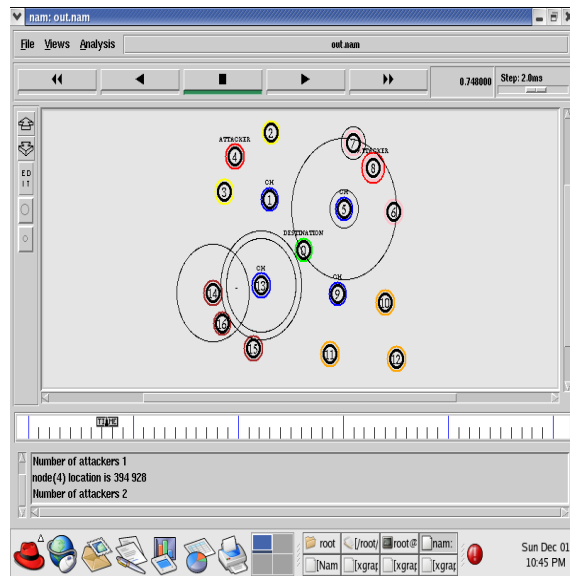 nam: out.nam
File Views Analysis out.nam
0.748000 Step: 2.0ms
ED
IT
ATTACKER
4
2
7
ATTACKER
8
3
CH
1
CH
5
6
DESTINATION
0
CH
13
14
CH
9
10
16
15
11
12
TIME
Number of attackers 1
node(4) location is 394 928
Number of attackers 2
root [/root/ root@ nam:
[Nam [xgrap [xgrap [xgrap
Sun Dec 01
10:45 PM